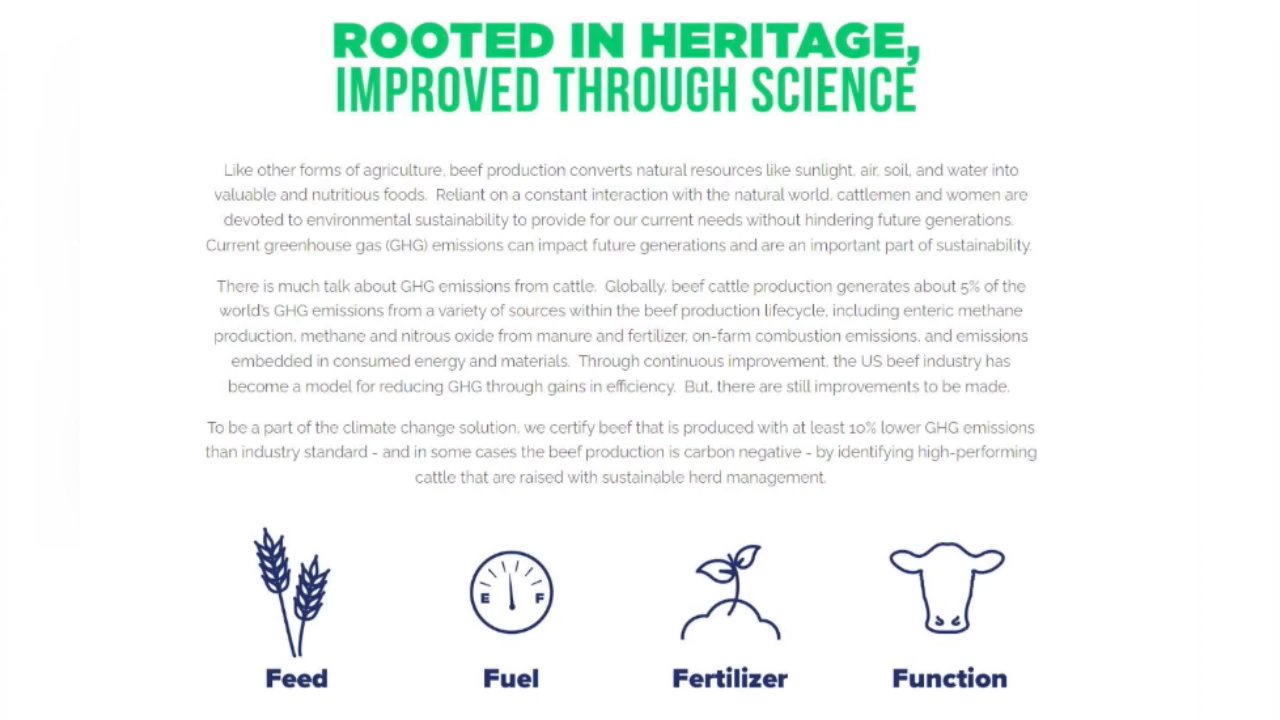 ROOTED IN HERITAGE,
IMPROVED THROUGH SCIENCE
Like other forms of agriculture, beef production converts natural resources like sunlight, air, soil, and water into
valuable and nutritious foods. Reliant on a constant interaction with the natural world, cattlemen and women are
devoted to environmental sustainability to provide for our current needs without hindering future generations.
Current greenhouse gas (GHG) emissions can impact future generations and are an important part of sustainability.
There is much talk about GHG emissions from cattle. Globally, beef cattle production generates about 5% of the
world's GHG emissions from a variety of sources within the beef production lifecycle, including enteric methane
production, methane and nitrous oxide from manure and fertilizer, on-farm combustion emissions, and emissions
embedded in consumed energy and materials. Through continuous improvement, the US beef industry has
become a model for reducing GHG through gains in efficiency. But, there are still improvements to be made.
To be a part of the climate change solution, we certify beef that is produced with at least 10% lower GHG emissions
than industry standard - and in some cases the beef production is carbon negative - by identifying high-performing
cattle that are raised with sustainable herd management.
E F
Feed Fuel Fertilizer Function